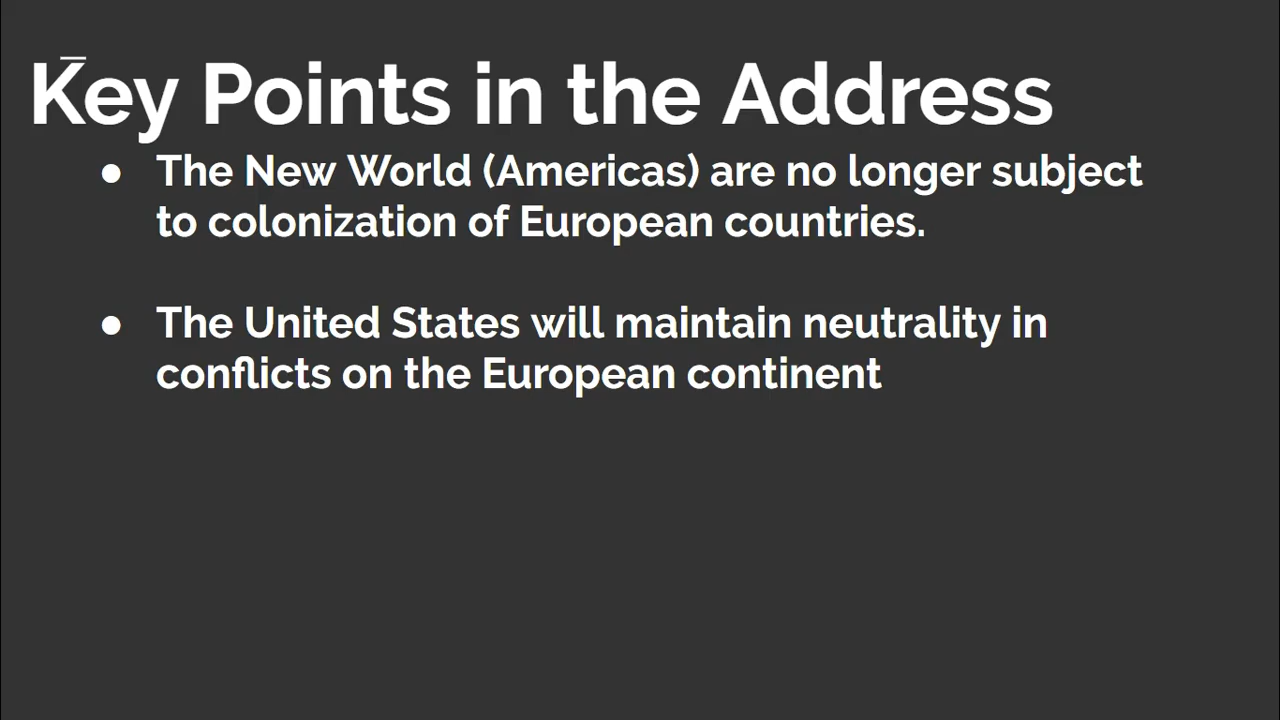 Key Points in the Address
● The New World (Americas) are no longer subject
to colonization of European countries.
● The United States will maintain neutrality in
conflicts on the European continent